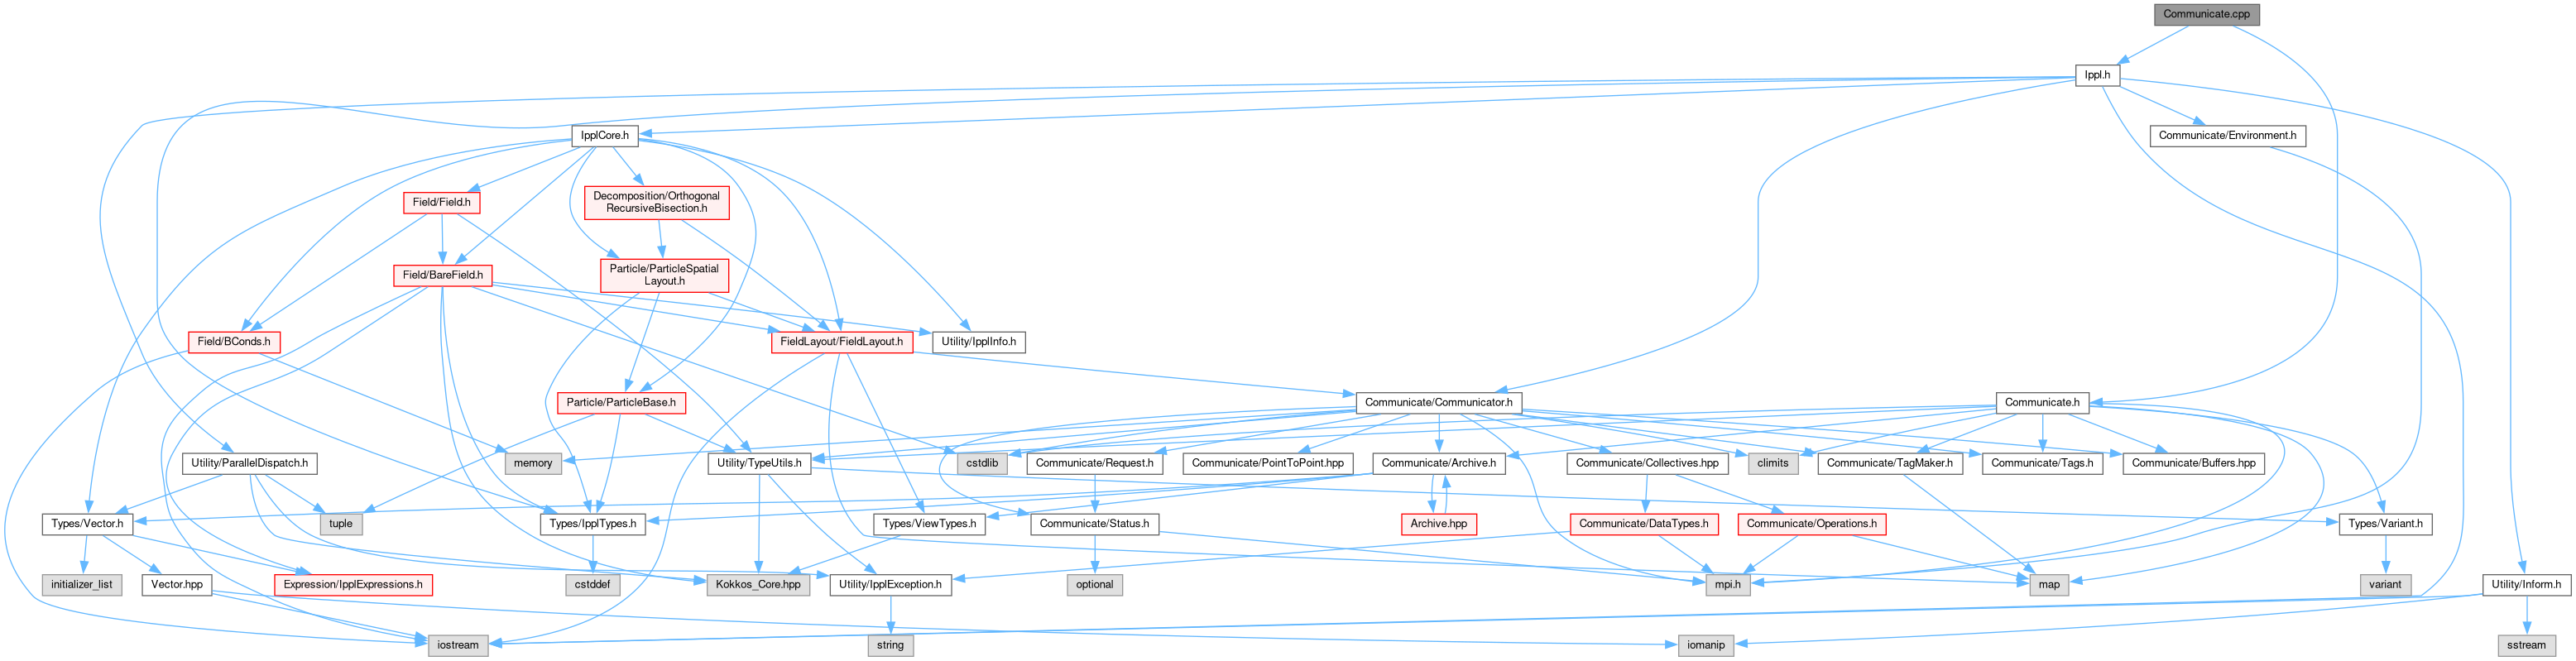 Communicate.cpp
Ippl.h
IpplCore.h
Communicate/Environment.h
Field/Field.h
Decomposition/Orthogonal
RecursiveBisection.h
Field/BareField.h
Particle/ParticleSpatial
Layout.h
Field/BConds.h
FieldLayout/FieldLayout.h
Utility/IpplInfo.h
Particle/ParticleBase.h
Communicate/Communicator.h
Communicate.h
Utility/ParallelDispatch.h
memory
Utility/TypeUtils.h
cstdlib
Communicate/Request.h
Communicate/PointToPoint.hpp
Communicate/Archive.h
Communicate/Collectives.hpp
climits
Communicate/TagMaker.h
Communicate/Tags.h
Communicate/Buffers.hpp
Types/Vector.h
tuple
Types/IpplTypes.h
Types/ViewTypes.h
Communicate/Status.h
Archive.hpp
Communicate/DataTypes.h
Communicate/Operations.h
Types/Variant.h
initializer_list
Vector.hpp
Expression/IpplExpressions.h
cstddef
Kokkos_Core.hpp
Utility/IpplException.h
optional
mpi.h
map
variant
Utility/Inform.h
iostream
string
iomanip
sstream